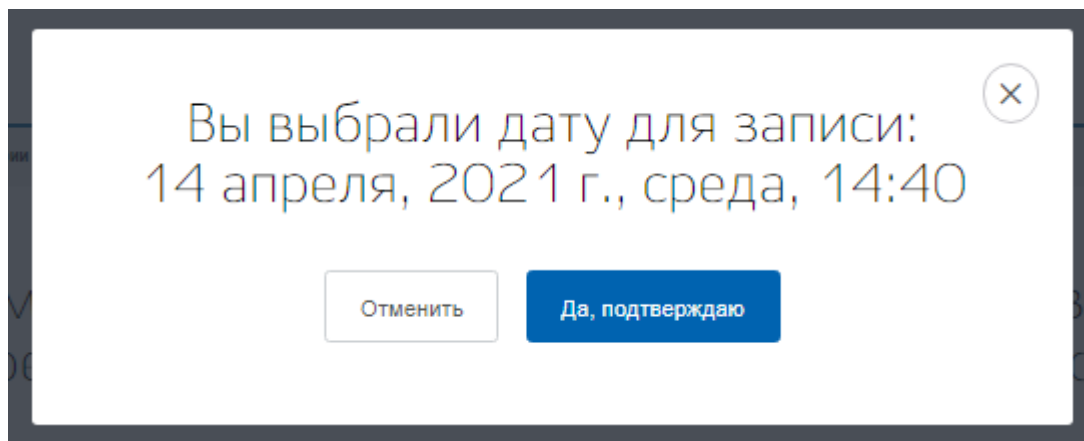 Вы выбрали дату для записи:
14 апреля, 2021 г., среда, 14:40
Отменить
Да, подтверждаю